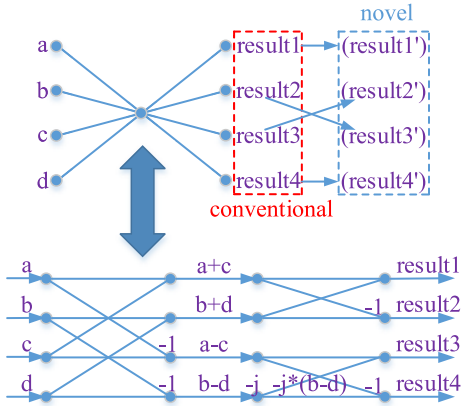 novel
a result1 (result1')
b result2 (result2')
c result3 (result3')
d result4 (result4')
conventional
a a+c result1
b b+d -1 result2
c -1 a-c result3
d -1 b-d -j -j*(b-d) -1 result4